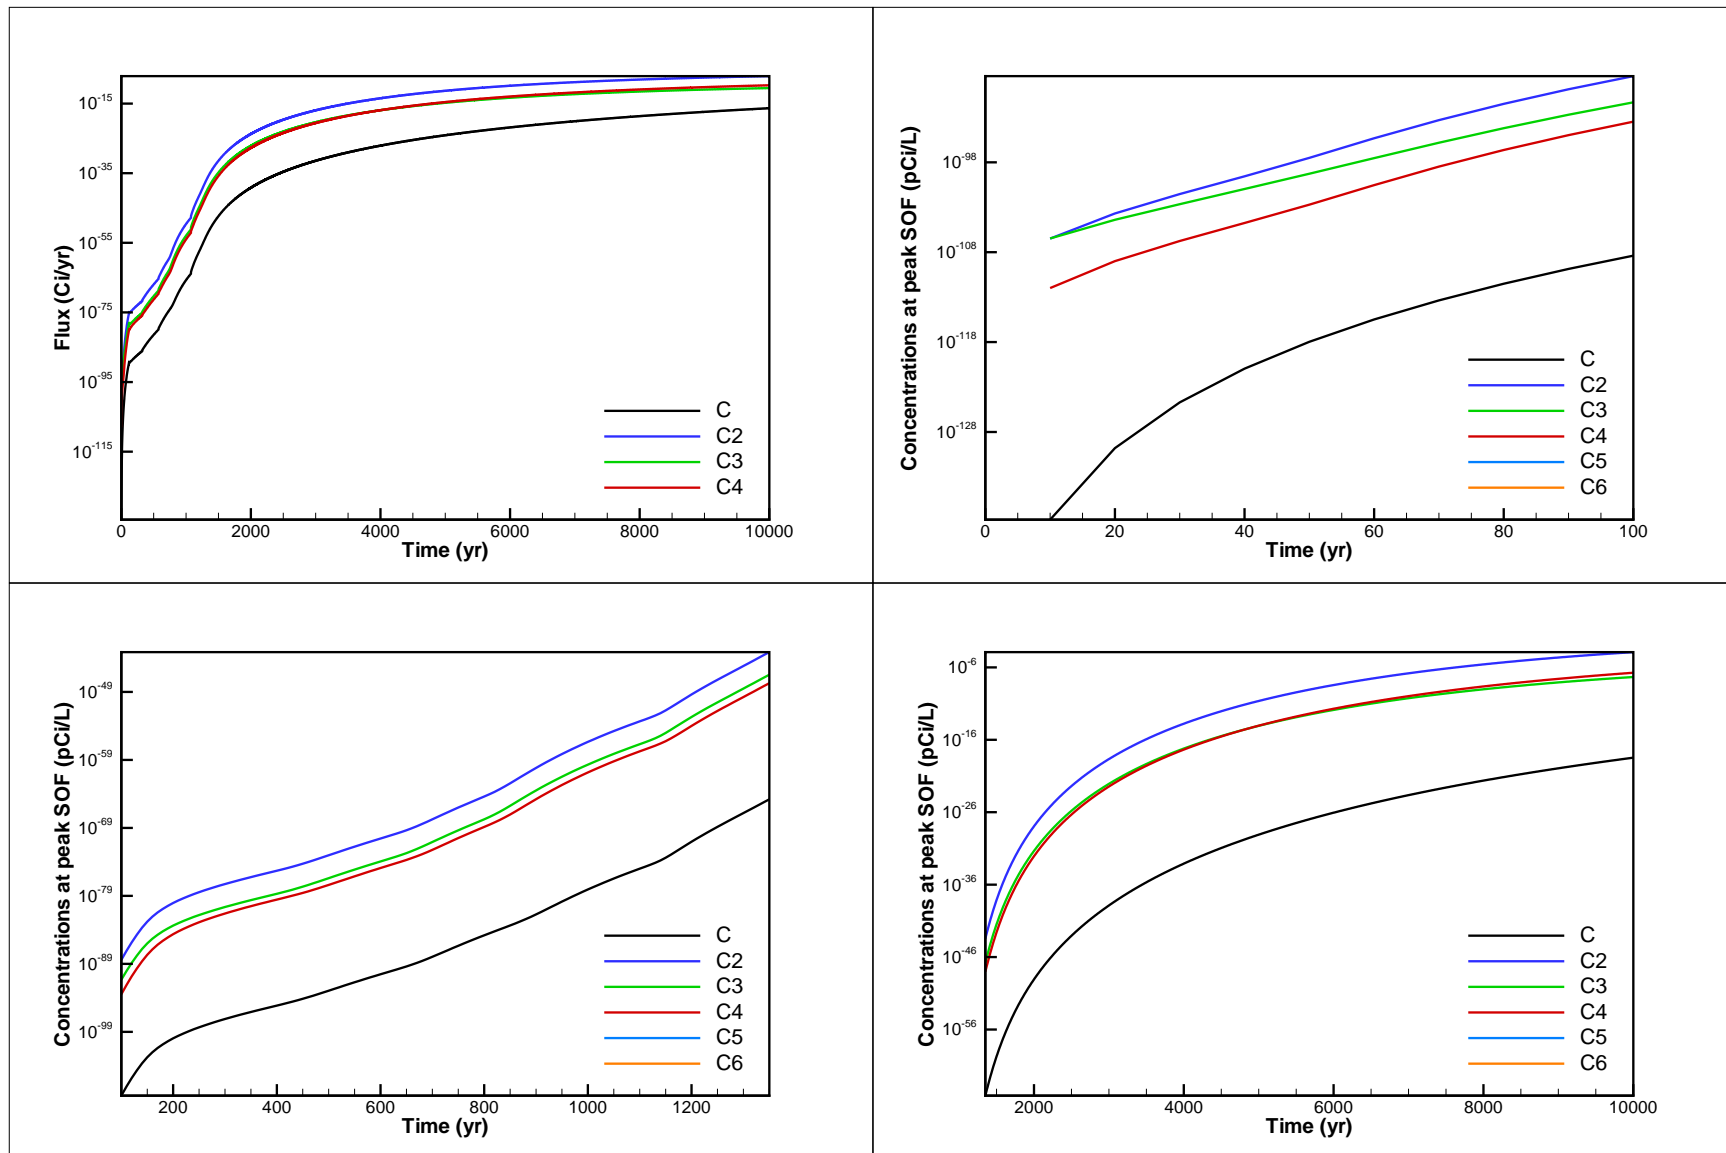 Flux (Ci/yr)
10^-15
10^-35
10^-55
10^-75
10^-95
10^-115
C
C2
C3
C4
0 2000 4000 6000 8000 10000
Time (yr)
Concentrations at peak SOF (pCi/L)
10^-98
10^-108
10^-118
10^-128
C
C2
C3
C4
C5
C6
0 20 40 60 80 100
Time (yr)
Concentrations at peak SOF (pCi/L)
10^-49
10^-59
10^-69
10^-79
10^-89
10^-99
C
C2
C3
C4
C5
C6
200 400 600 800 1000 1200
Time (yr)
Concentrations at peak SOF (pCi/L)
10^-6
10^-16
10^-26
10^-36
10^-46
10^-56
C
C2
C3
C4
C5
C6
2000 4000 6000 8000 10000
Time (yr)